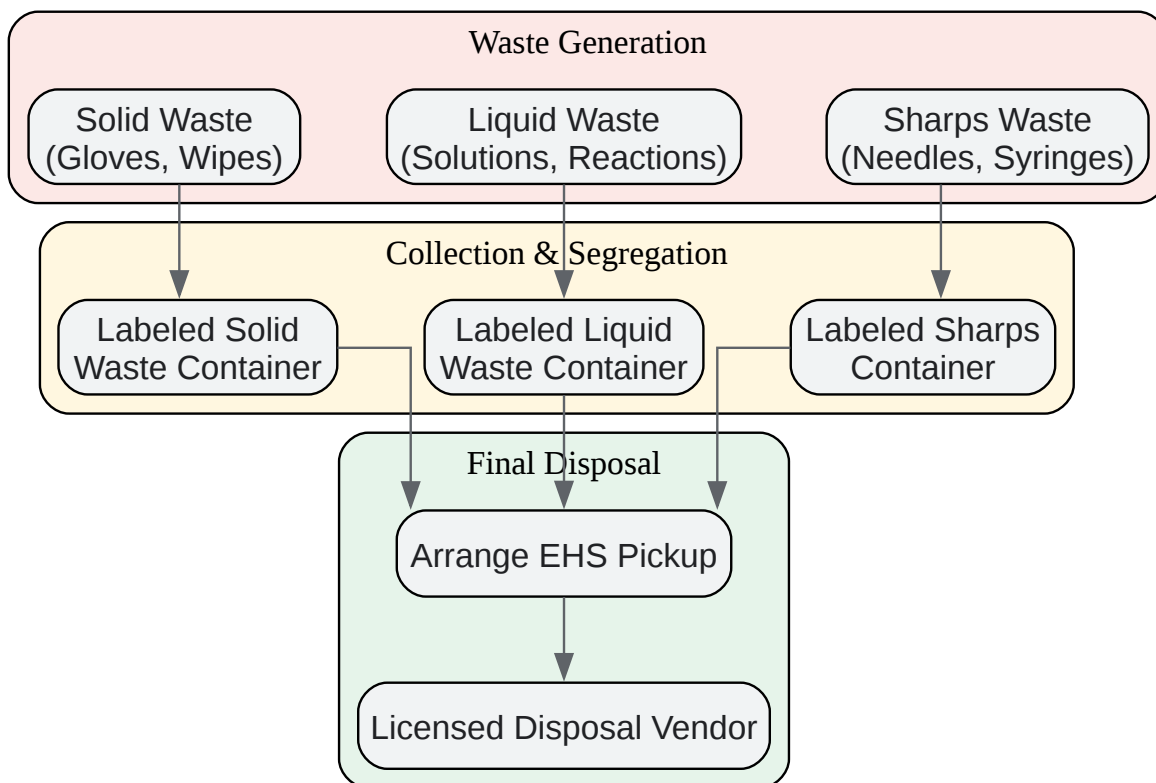 Waste Generation
Solid Waste
(Gloves, Wipes)
Liquid Waste
(Solutions, Reactions)
Sharps Waste
(Needles, Syringes)
Collection & Segregation
Labeled Solid
Waste Container
Labeled Liquid
Waste Container
Labeled Sharps
Container
Final Disposal
Arrange EHS Pickup
Licensed Disposal Vendor